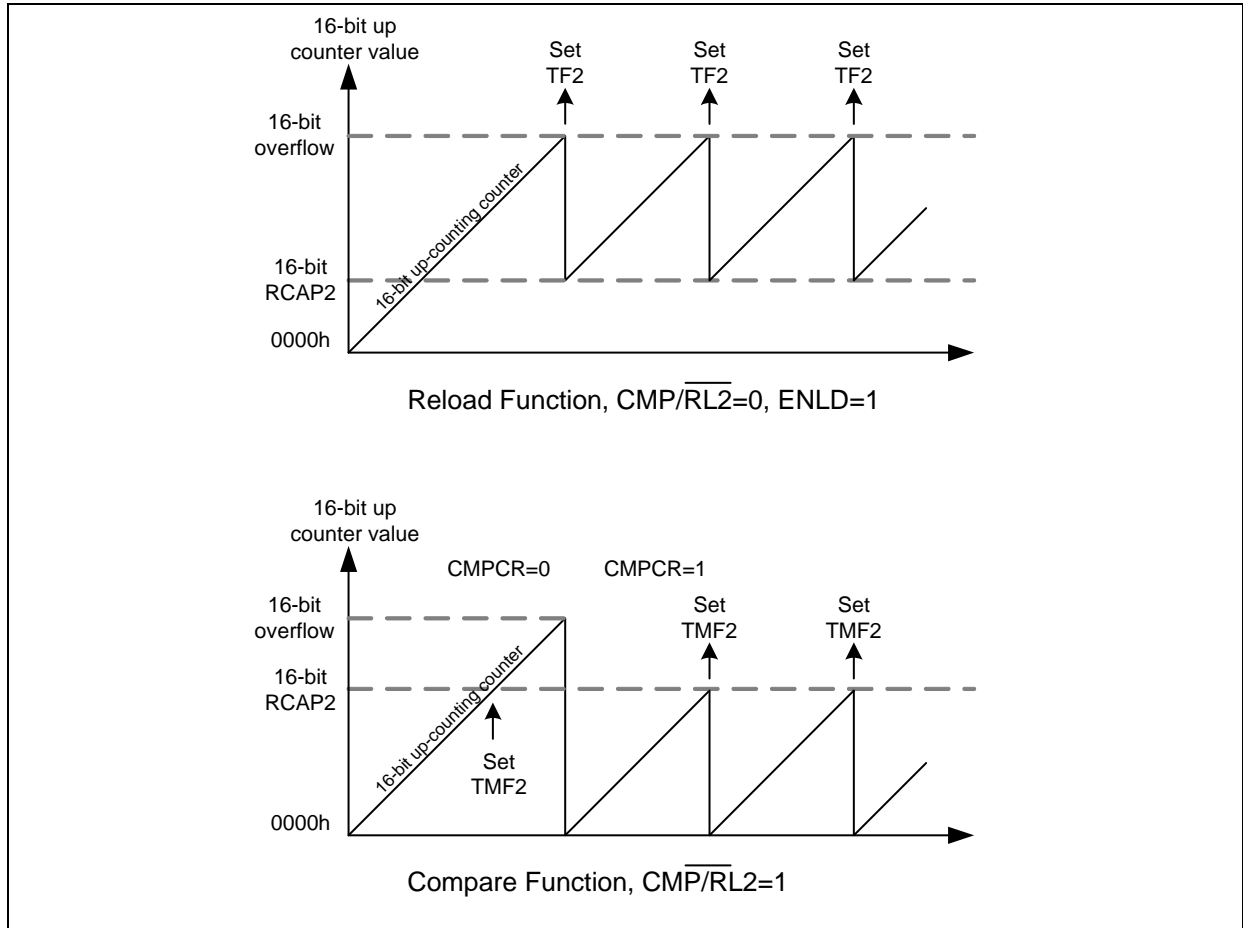 16-bit up
counter value
Set
TF2
Set
TF2
Set
TF2
16-bit
overflow
16-bit up-counting counter
16-bit
RCAP2
0000h
Reload Function, CMP/R̅L̅2̅=0, ENLD=1
16-bit up
counter value
CMPCR=0
CMPCR=1
16-bit
overflow
Set
TMF2
Set
TMF2
16-bit up-counting counter
16-bit
RCAP2
Set
TMF2
0000h
Compare Function, CMP̅/̅R̅L2=1